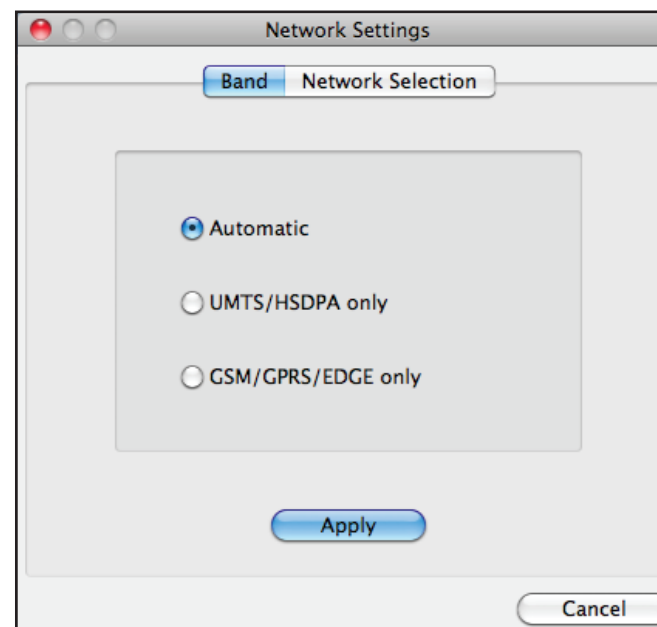 Network Settings
Band Network Selection
Automatic
UMTS/HSDPA only
GSM/GPRS/EDGE only
Apply
Cancel